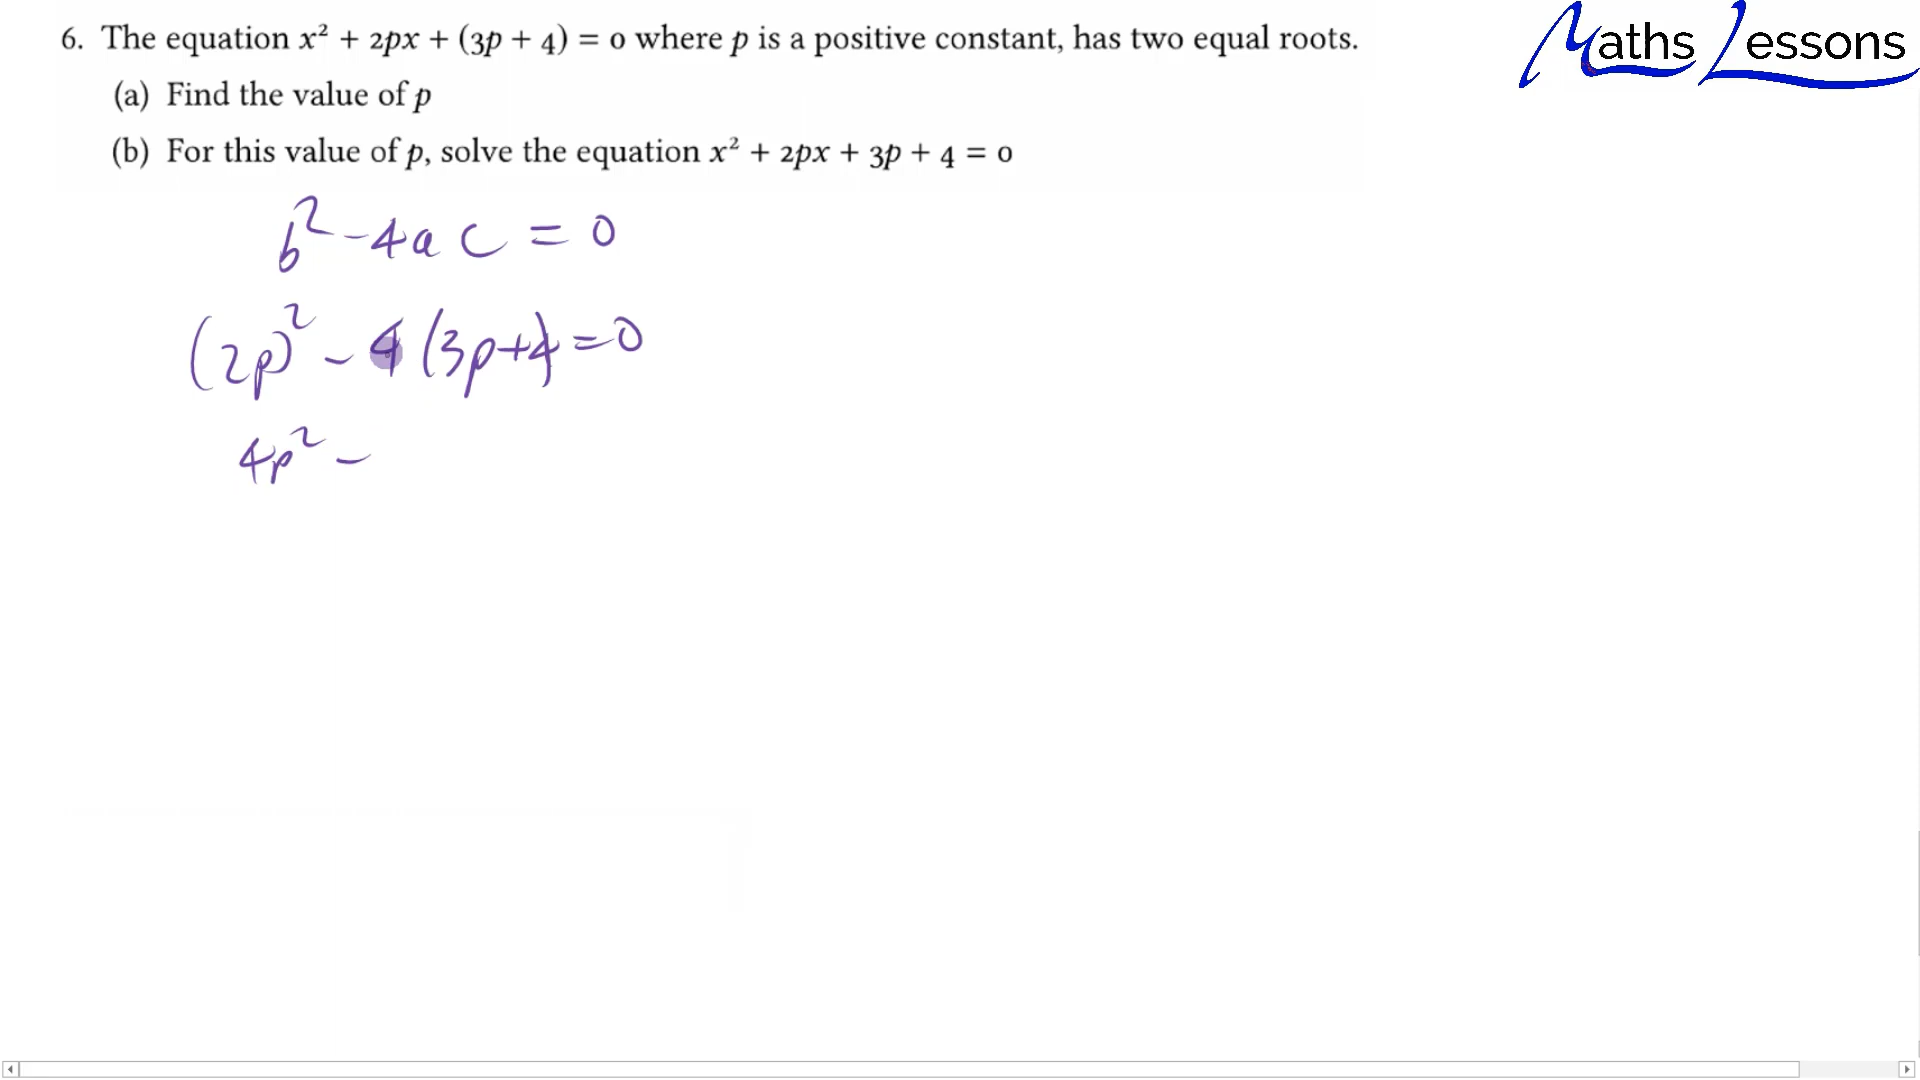 6. The equation x² + 2px + (3p + 4) = 0 where p is a positive constant, has two equal roots.
Maths Lessons
(a) Find the value of p
(b) For this value of p, solve the equation x² + 2px + 3p + 4 = 0
b² - 4ac = 0
(2p)² - 4(3p+4) = 0
4p² -